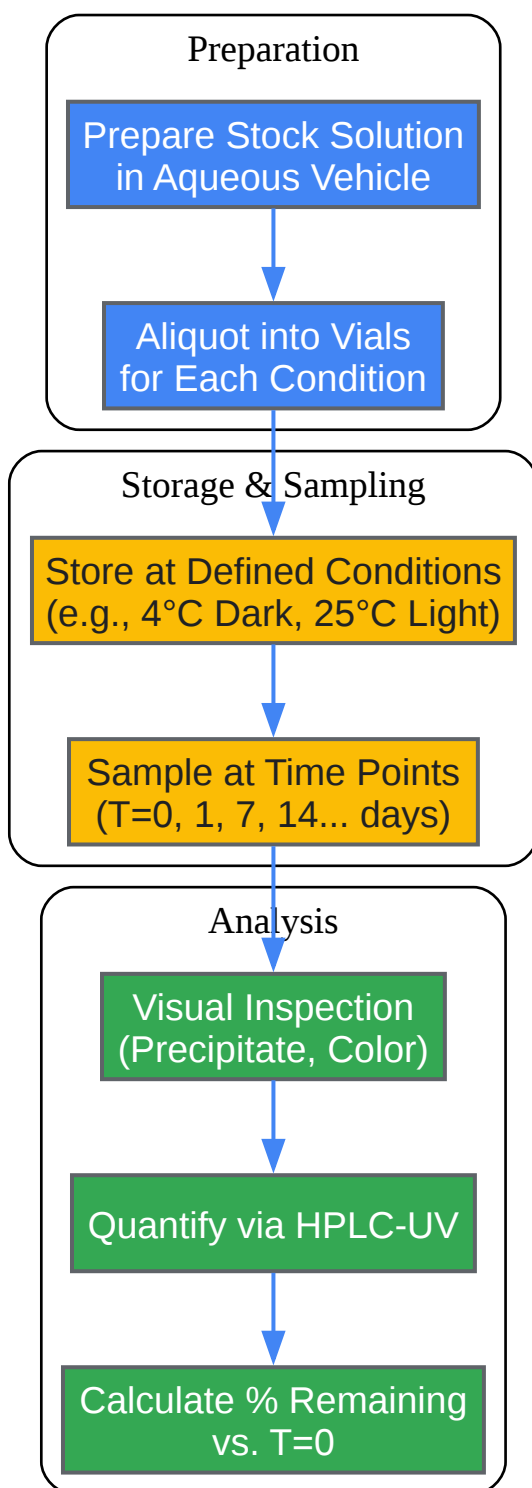 Preparation
Prepare Stock Solution
in Aqueous Vehicle
Aliquot into Vials
for Each Condition
Storage & Sampling
Store at Defined Conditions
(e.g., 4°C Dark, 25°C Light)
Sample at Time Points
(T=0, 1, 7, 14... days)
Analysis
Visual Inspection
(Precipitate, Color)
Quantify via HPLC-UV
Calculate % Remaining
vs. T=0